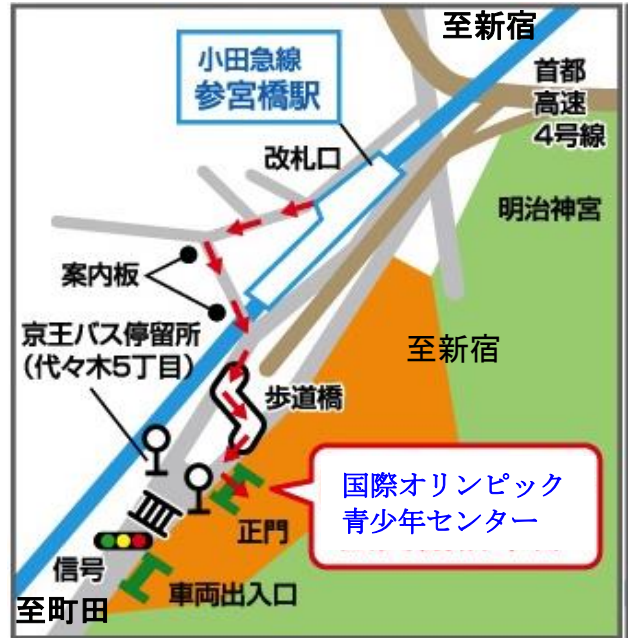 至新宿
小田急線
参宮橋駅
首都
高速
4号線
改札口
明治神宮
案内板
京王バス停留所
(代々木5丁目)
至新宿
歩道橋
国際オリンピック
青少年センター
正門
信号
車両出入口
至町田